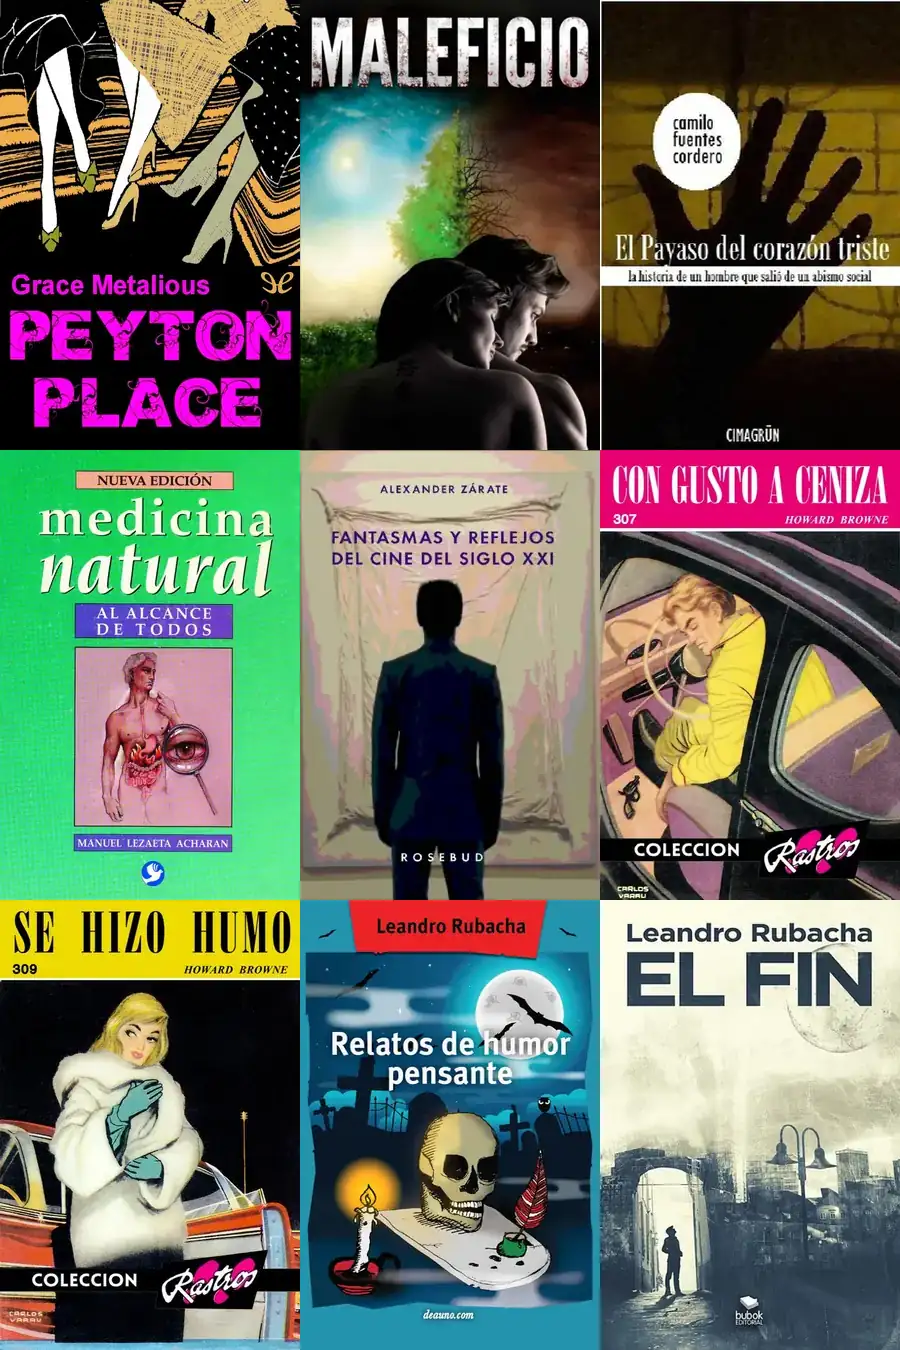 Grace Metalious
PEYTON
PLACE
MALEFICIO
camilo
fuentes
cordero
El Payaso del corazón triste
la historia de un hombre que salió de un abismo social
CIMAGRÜN
NUEVA EDICIÓN
medicina
natural
AL ALCANCE
DE TODOS
MANUEL LEZAETA ACHARAN
ALEXANDER ZÁRATE
FANTASMAS Y REFLEJOS
DEL CINE DEL SIGLO XXI
ROSEBUD
CON GUSTO A CENIZA
307 HOWARD BROWNE
COLECCION Rastros
CARLOS
VARAU
SE HIZO HUMO
309 HOWARD BROWNE
COLECCION Rastros
CARLOS
VARAU
Leandro Rubacha
Relatos de humor
pensante
deauno.com
Leandro Rubacha
EL FIN
bubok
EDITORIAL